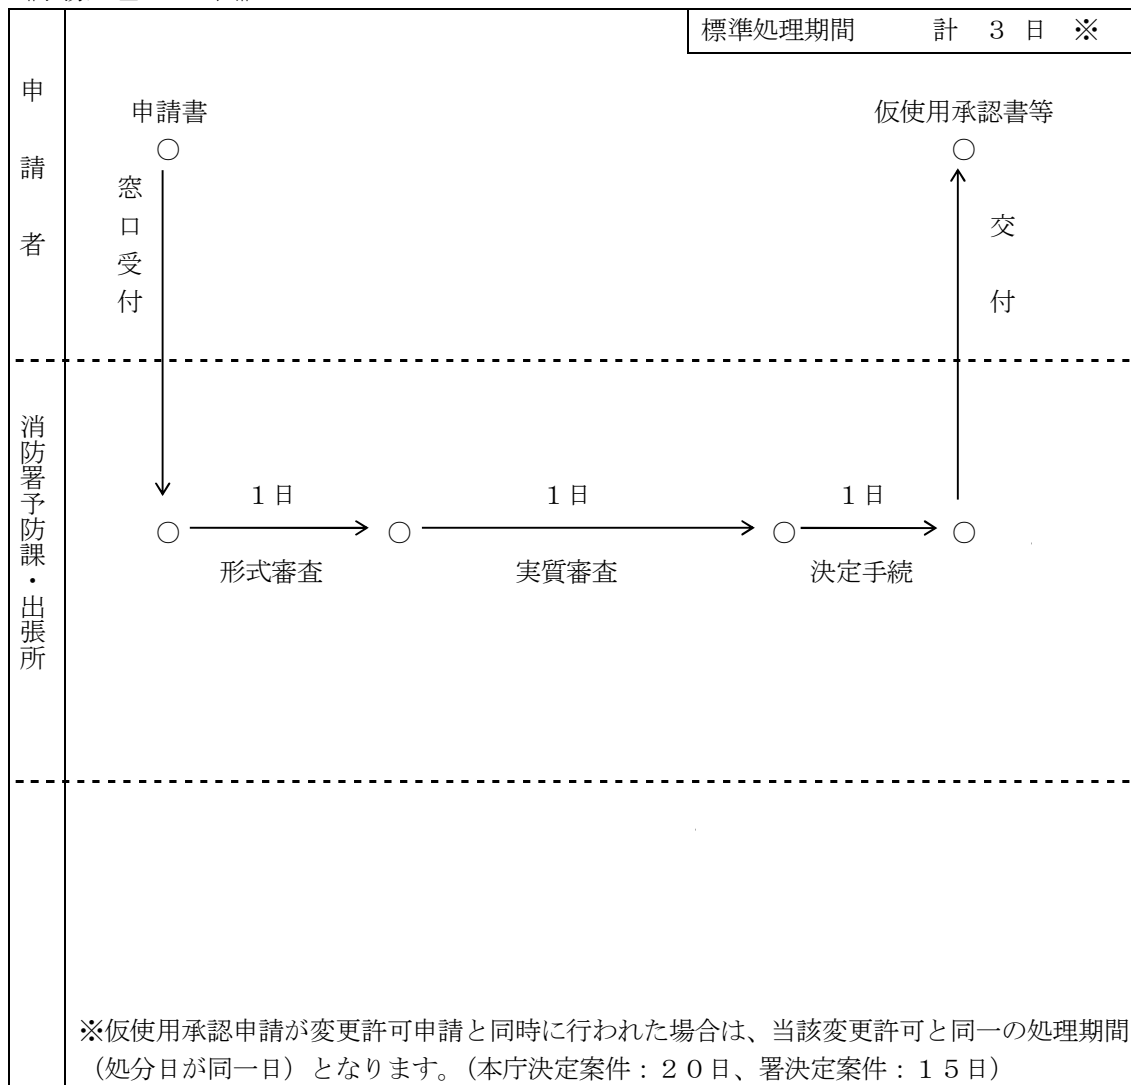 標準処理期間　　計　３　日　※
申請者
申請書
仮使用承認書等
窓口受付
交付
消防署予防課・出張所
１日
１日
１日
形式審査
実質審査
決定手続
※仮使用承認申請が変更許可申請と同時に行われた場合は、当該変更許可と同一の処理期間
（処分日が同一日）となります。（本庁決定案件：２０日、署決定案件：１５日）